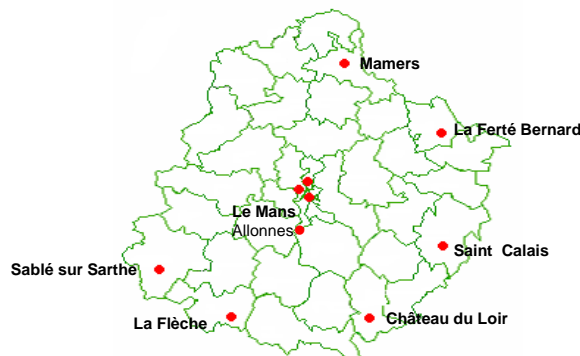 Mamers
La Ferté Bernard
Le Mans
Allonnes
Saint Calais
Sablé sur Sarthe
La Flèche
Château du Loir